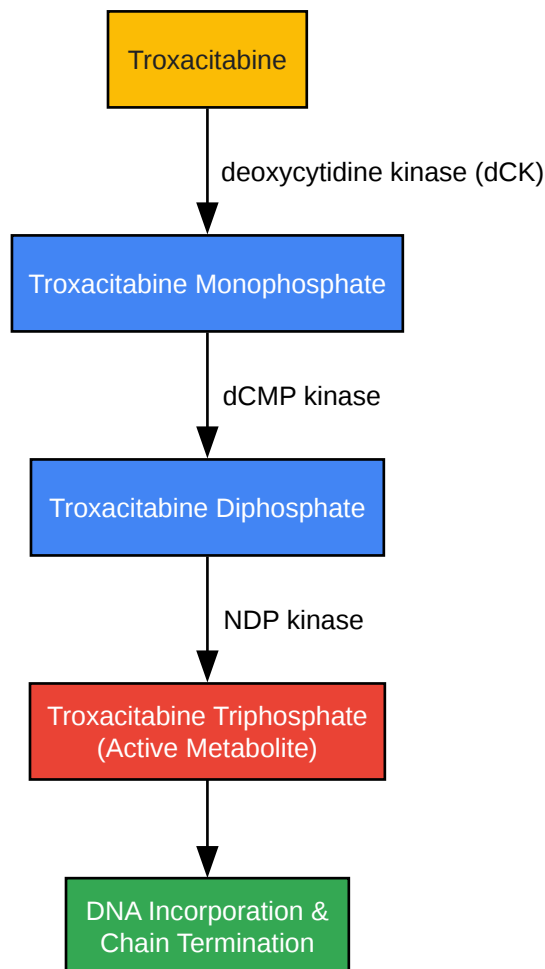 Troxacitabine
deoxycytidine kinase (dCK)
Troxacitabine Monophosphate
dCMP kinase
Troxacitabine Diphosphate
NDP kinase
Troxacitabine Triphosphate
(Active Metabolite)
DNA Incorporation &
Chain Termination